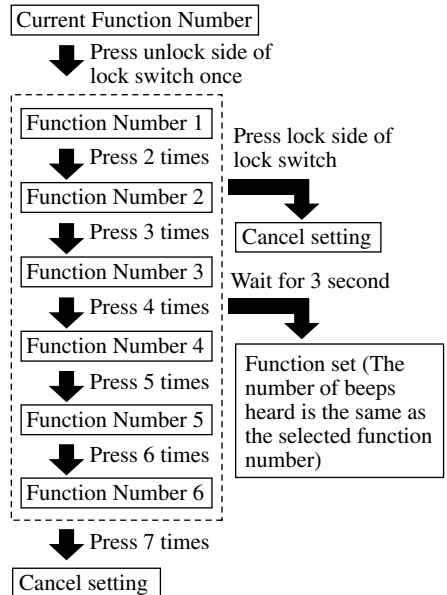 Current Function Number
Press unlock side of
lock switch once
Function Number 1
Press 2 times
Function Number 2
Press 3 times
Function Number 3
Press 4 times
Function Number 4
Press 5 times
Function Number 5
Press 6 times
Function Number 6
Press 7 times
Cancel setting
Press lock side of
lock switch
Cancel setting
Wait for 3 second
Function set (The
number of beeps
heard is the same as
the selected function
number)